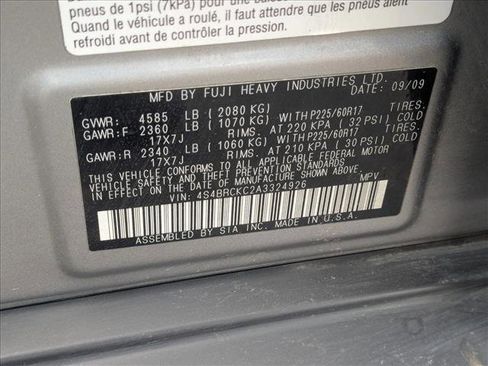 pneus de 1psi (7kPa) pour une
Quand le véhicule a roulé, il faut attendre que les pneus aient
refroidi avant de contrôler la pression.
MFD BY FUJI HEAVY INDUSTRIES LTD.
DATE: 09/09
GVWR: 4585 LB ( 2080 KG)
GAWR:F 2360 LB ( 1070 KG) WITH P225/60R17 TIRES.
17X7J RIMS. AT 220 KPA ( 32 PSI) COLD
GAWR:R 2340 LB ( 1060 KG) WITH P225/60R17 TIRES.
17X7J RIMS. AT 210 KPA ( 30 PSI) COLD
THIS VEHICLE CONFORMS TO ALL APPLICABLE FEDERAL MOTOR
VEHICLE SAFETY, BUMPER AND THEFT PREVENTION STANDARDS
IN EFFECT ON THE DATE OF MANUFACTURE SHOWN ABOVE.
VIN: 4S4BRCKC2A3324926 MPV
ASSEMBLED BY SIA INC. MADE IN U.S.A.